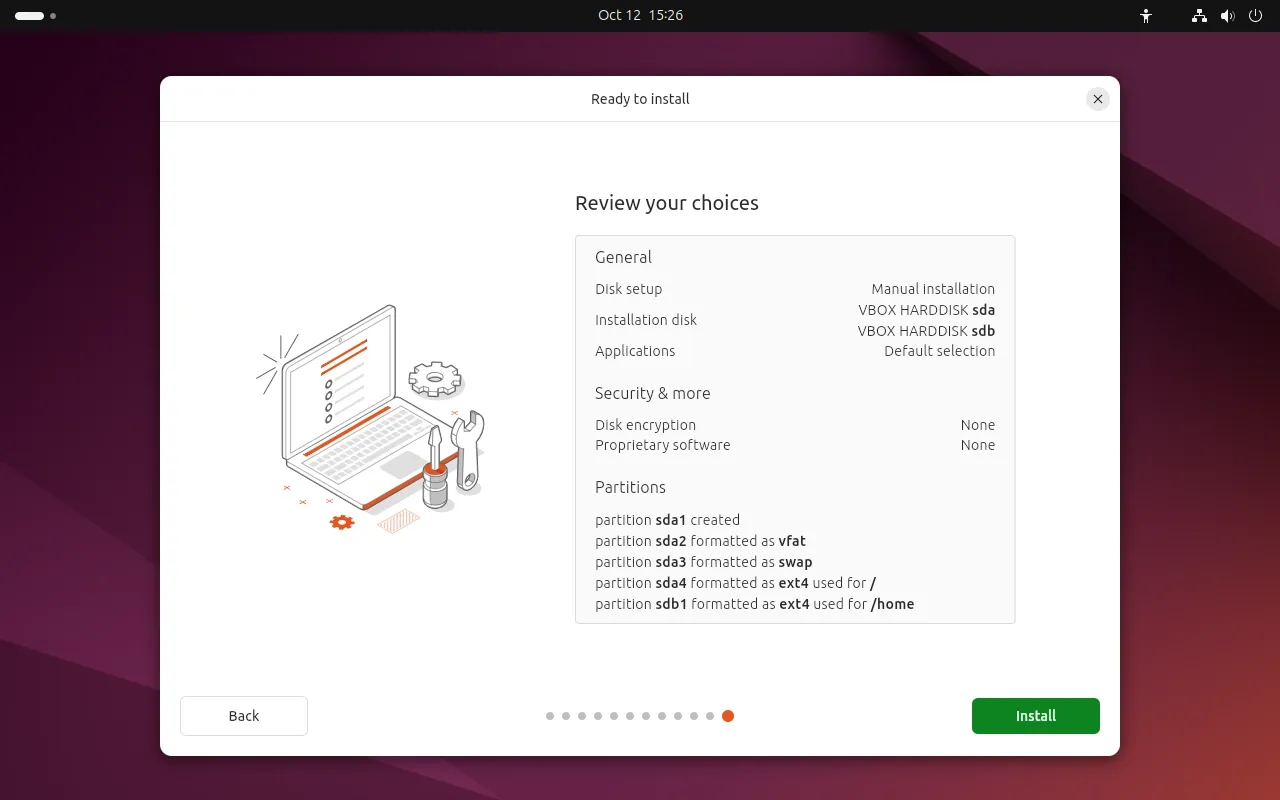 Oct 12 15:26
Ready to install
Review your choices
General
Disk setup Manual installation
Installation disk VBOX HARDDISK sda
VBOX HARDDISK sdb
Applications Default selection
Security & more
Disk encryption None
Proprietary software None
Partitions
partition sda1 created
partition sda2 formatted as vfat
partition sda3 formatted as swap
partition sda4 formatted as ext4 used for /
partition sdb1 formatted as ext4 used for /home
Back
Install